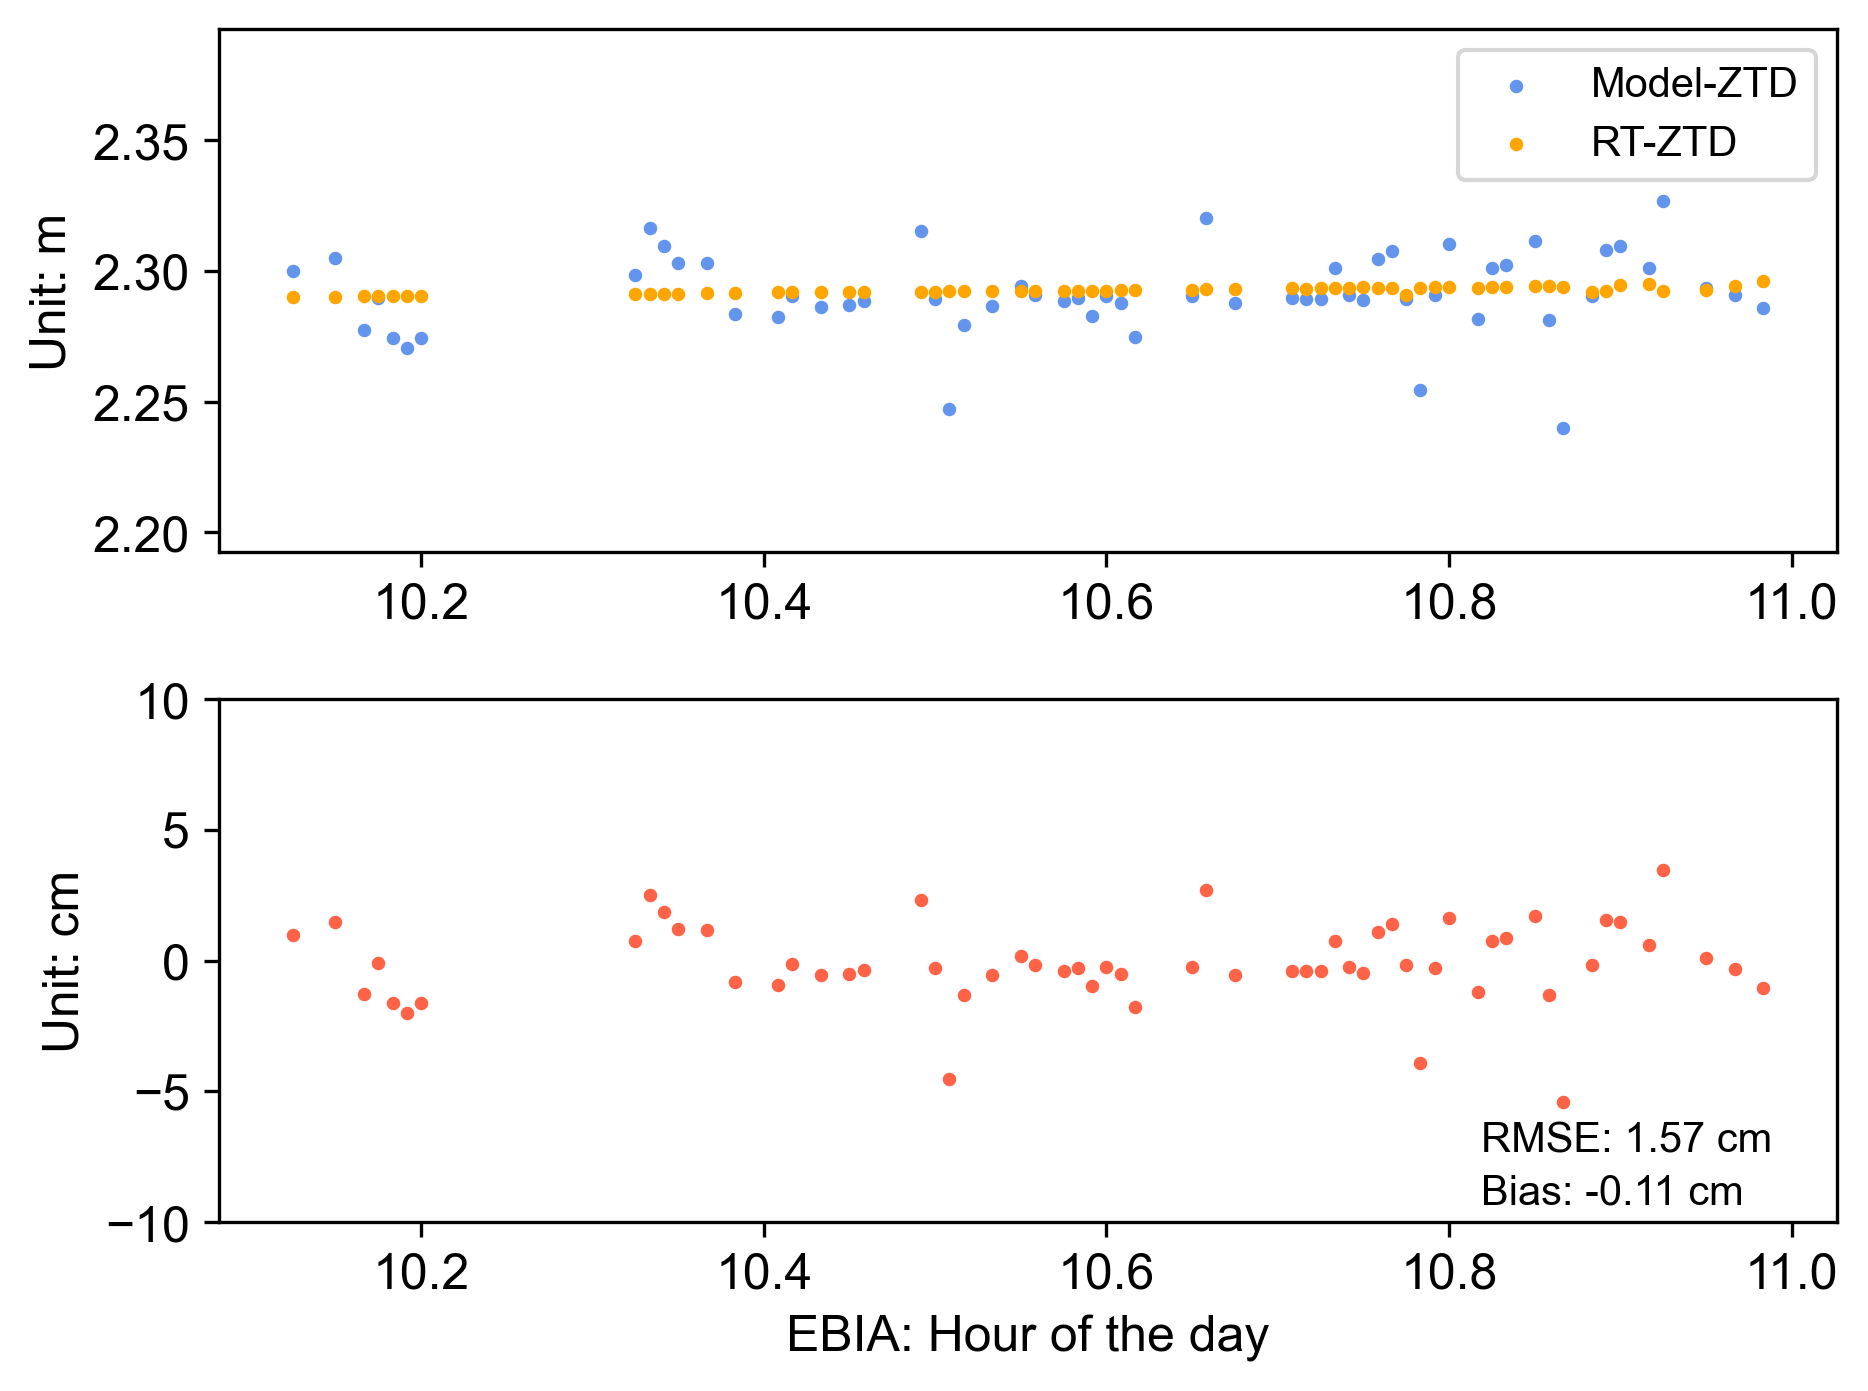 Model-ZTD
RT-ZTD
2.35
2.30
2.25
2.20
Unit: m
10.2 10.4 10.6 10.8 11.0
10
5
0
−5
−10
Unit: cm
RMSE: 1.57 cm
Bias: -0.11 cm
10.2 10.4 10.6 10.8 11.0
EBIA: Hour of the day